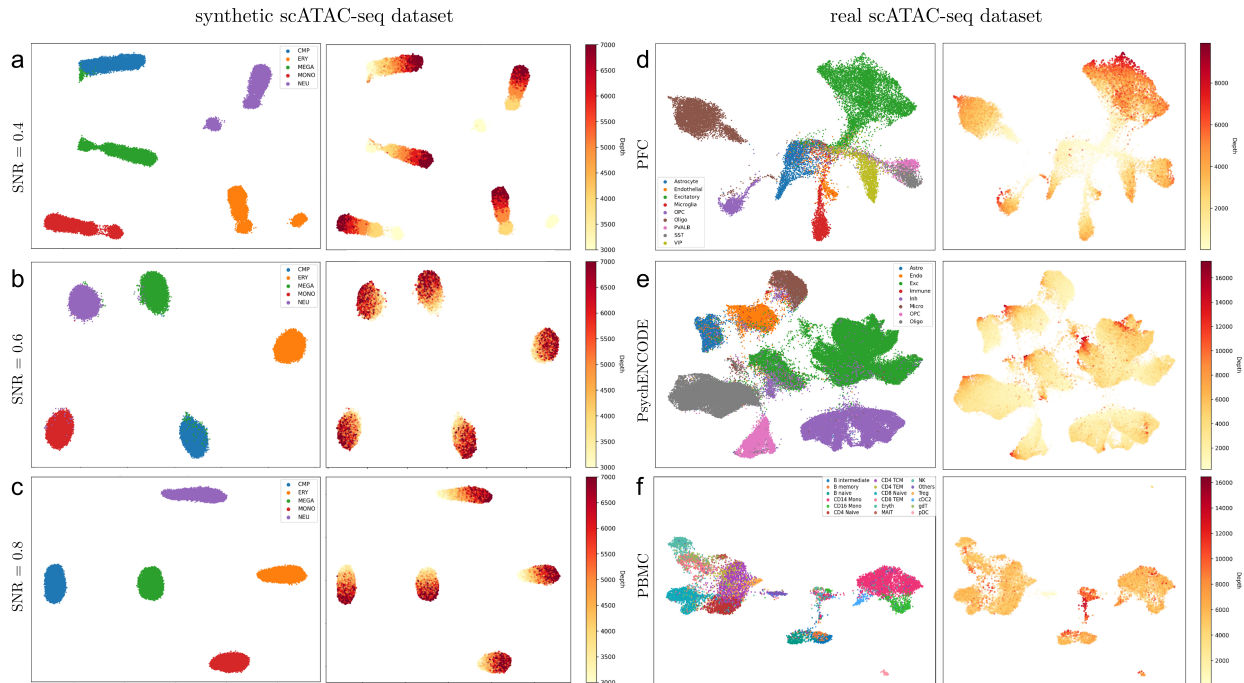 synthetic scATAC-seq dataset
real scATAC-seq dataset
a
SNR = 0.4
CMP
ERY
MEGA
MONO
NEU
7000
6500
6000
5500
5000
4500
4000
3500
3000
Depth
d
PFC
Astrocyte
Endothelial
Excitatory
Microglia
OPC
Oligo
PVALB
SST
VIP
8000
6000
4000
2000
Depth
b
SNR = 0.6
CMP
ERY
MEGA
MONO
NEU
7000
6500
6000
5500
5000
4500
4000
3500
3000
Depth
e
PsychENCODE
Astro
Endo
Exc
Immune
Inh
Micro
OPC
Oligo
16000
14000
12000
10000
8000
6000
4000
2000
Depth
c
SNR = 0.8
CMP
ERY
MEGA
MONO
NEU
7000
6500
6000
5500
5000
4500
4000
3500
3000
Depth
f
PBMC
B intermediate
B memory
B naive
CD14 Mono
CD16 Mono
CD4 Naive
CD4 TCM
CD4 TEM
CD8 Naive
CD8 TEM
Eryth
MAIT
NK
Others
Treg
cDC2
gdT
pDC
16000
14000
12000
10000
8000
6000
4000
2000
Depth